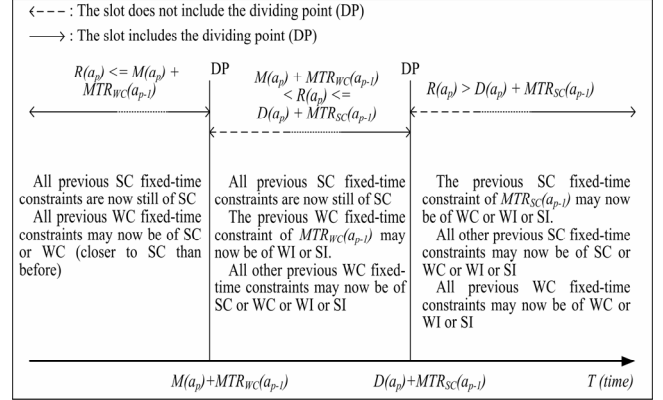 <--- : The slot does not include the dividing point (DP)
—> : The slot includes the dividing point (DP)
R(ap) <= M(ap) +
MTRWC(ap-1)
DP
M(ap) + MTRWC(ap-1)
< R(ap) <=
D(ap) + MTRSC(ap-1)
DP
R(ap) > D(ap) + MTRSC(ap-1)
All previous SC fixed-time
constraints are now still of SC
All previous WC fixed-time
constraints may now be of SC
or WC (closer to SC than
before)
All previous SC fixed-time
constraints are now still of SC
The previous WC fixed-time
constraint of MTRWC(ap-1) may
now be of WI or SI.
All other previous WC fixed-
time constraints may now be of
SC or WC or WI or SI
The previous SC fixed-time
constraint of MTRSC(ap-1) may now
be of WC or WI or SI.
All other previous SC fixed-time
constraints may now be of SC or
WC or WI or SI
All previous WC fixed-time
constraints may now be of WC or
WI or SI
M(ap)+MTRWC(ap-1)
D(ap)+MTRSC(ap-1)
T (time)